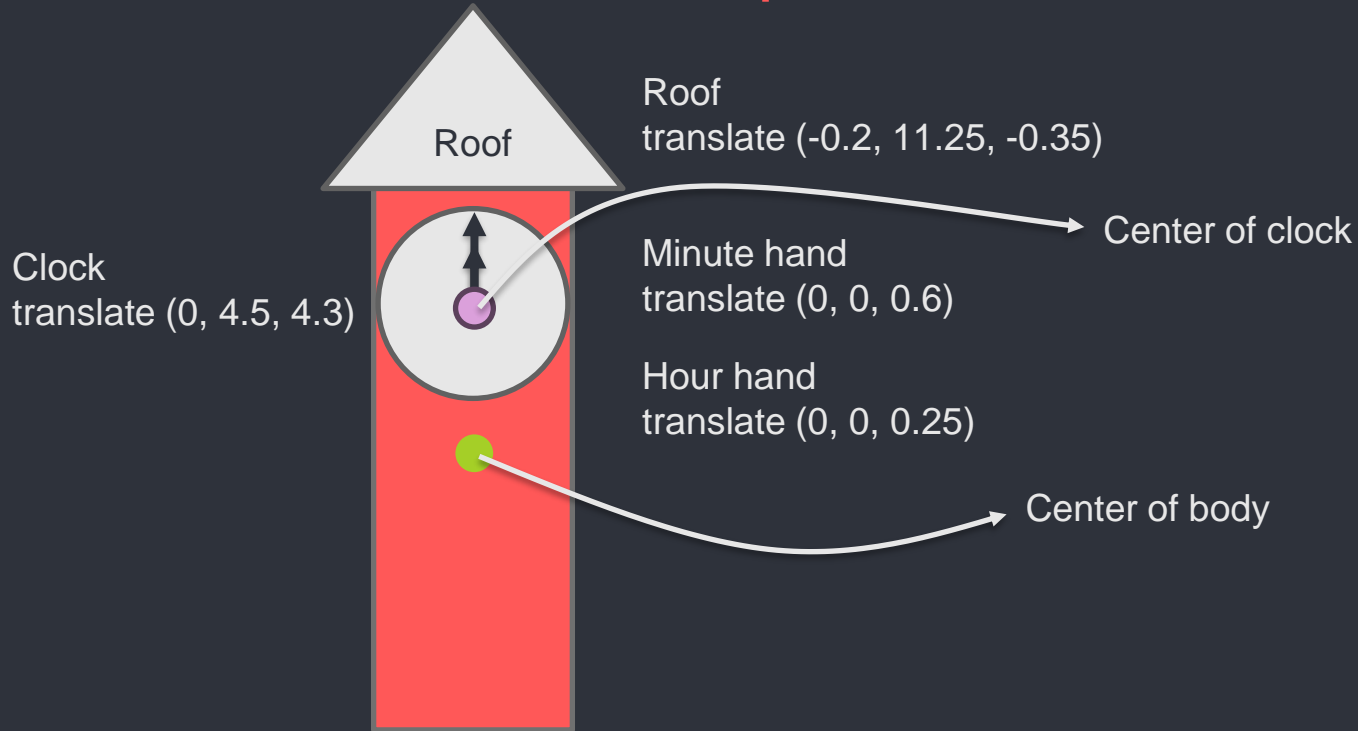 Roof
Roof
translate (-0.2, 11.25, -0.35)
Center of clock
Clock
translate (0, 4.5, 4.3)
Minute hand
translate (0, 0, 0.6)
Hour hand
translate (0, 0, 0.25)
Center of body